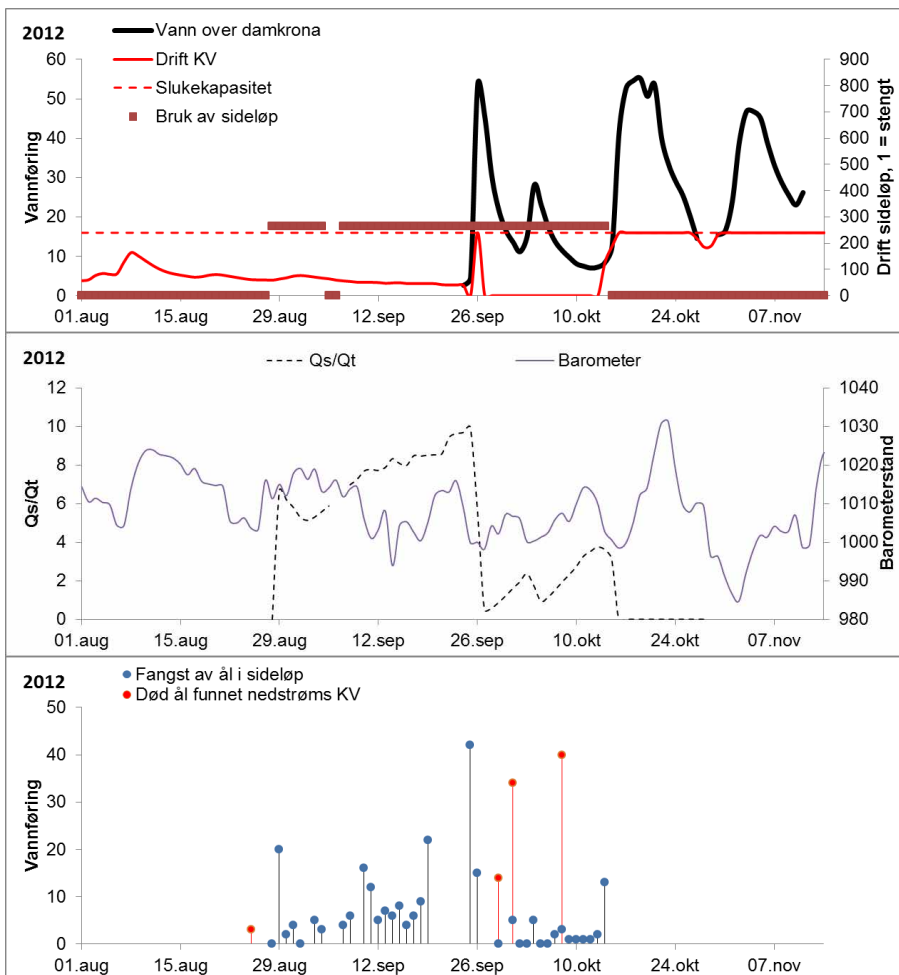 2012
Vann over damkrona
Drift KV
Slukekapasitet
Bruk av sideløp
60
50
40
30
20
10
0
Vannføring
900
800
700
600
500
400
300
200
100
0
Drift sideløp, 1 = stengt
01.aug 15.aug 29.aug 12.sep 26.sep 10.okt 24.okt 07.nov
2012
Qs/Qt Barometer
12
10
8
6
4
2
0
Qs/Qt
1040
1030
1020
1010
1000
990
980
Barometerstand
01.aug 15.aug 29.aug 12.sep 26.sep 10.okt 24.okt 07.nov
2012
Fangst av ål i sideløp
Død ål funnet nedstrøms KV
50
40
30
20
10
0
Vannføring
01.aug 15.aug 29.aug 12.sep 26.sep 10.okt 24.okt 07.nov